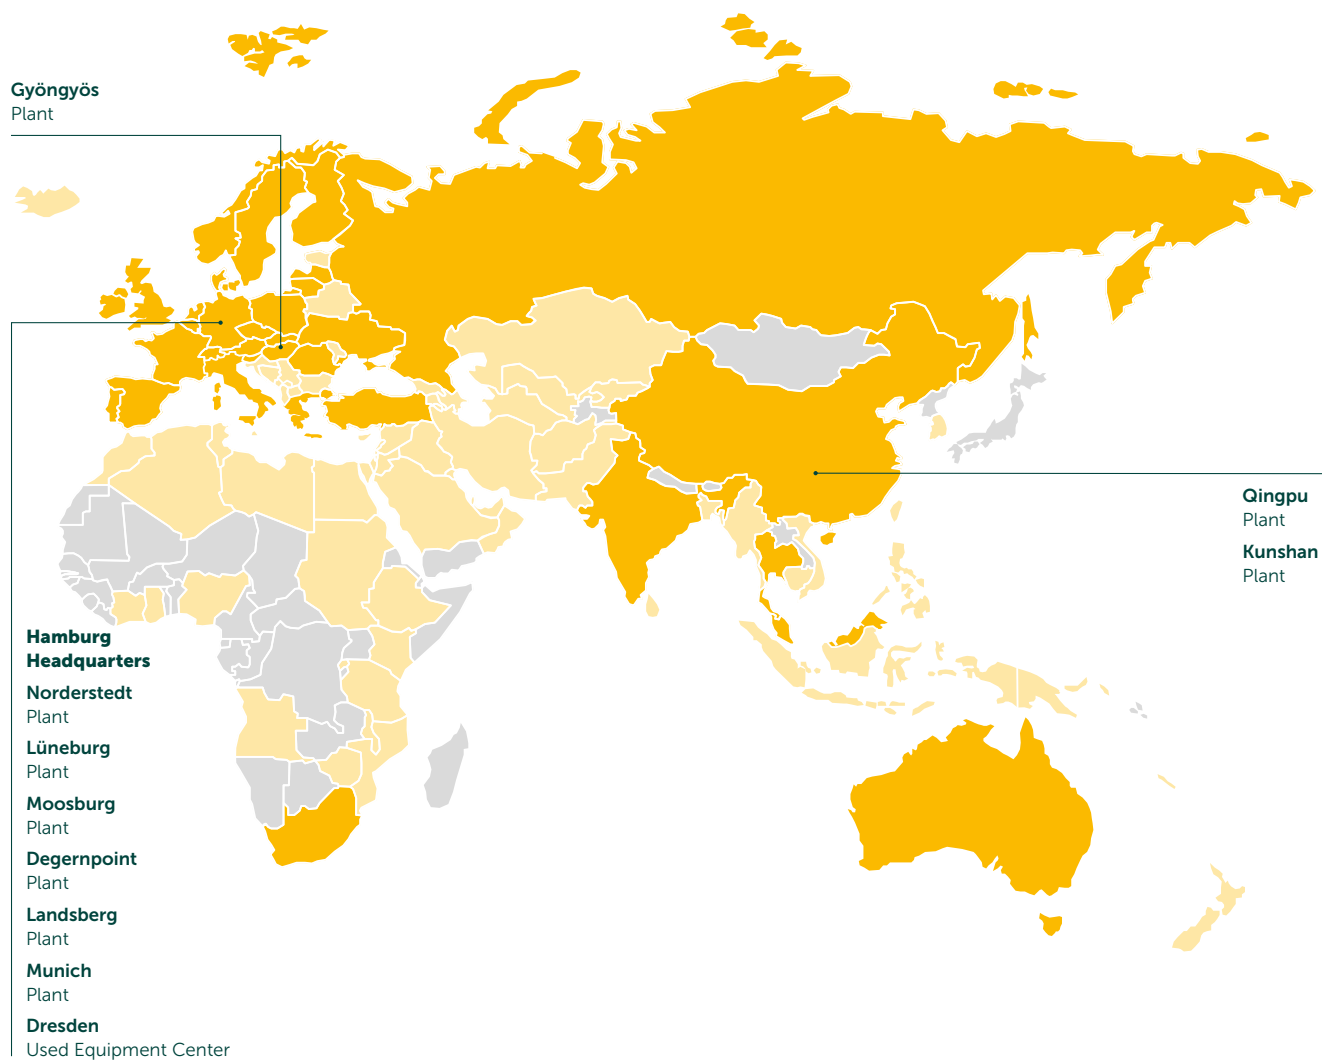 Gyöngyös
Plant
Qingpu
Plant
Kunshan
Plant
Hamburg
Headquarters
Norderstedt
Plant
Lüneburg
Plant
Moosburg
Plant
Degernpoint
Plant
Landsberg
Plant
Munich
Plant
Dresden
Used Equipment Center